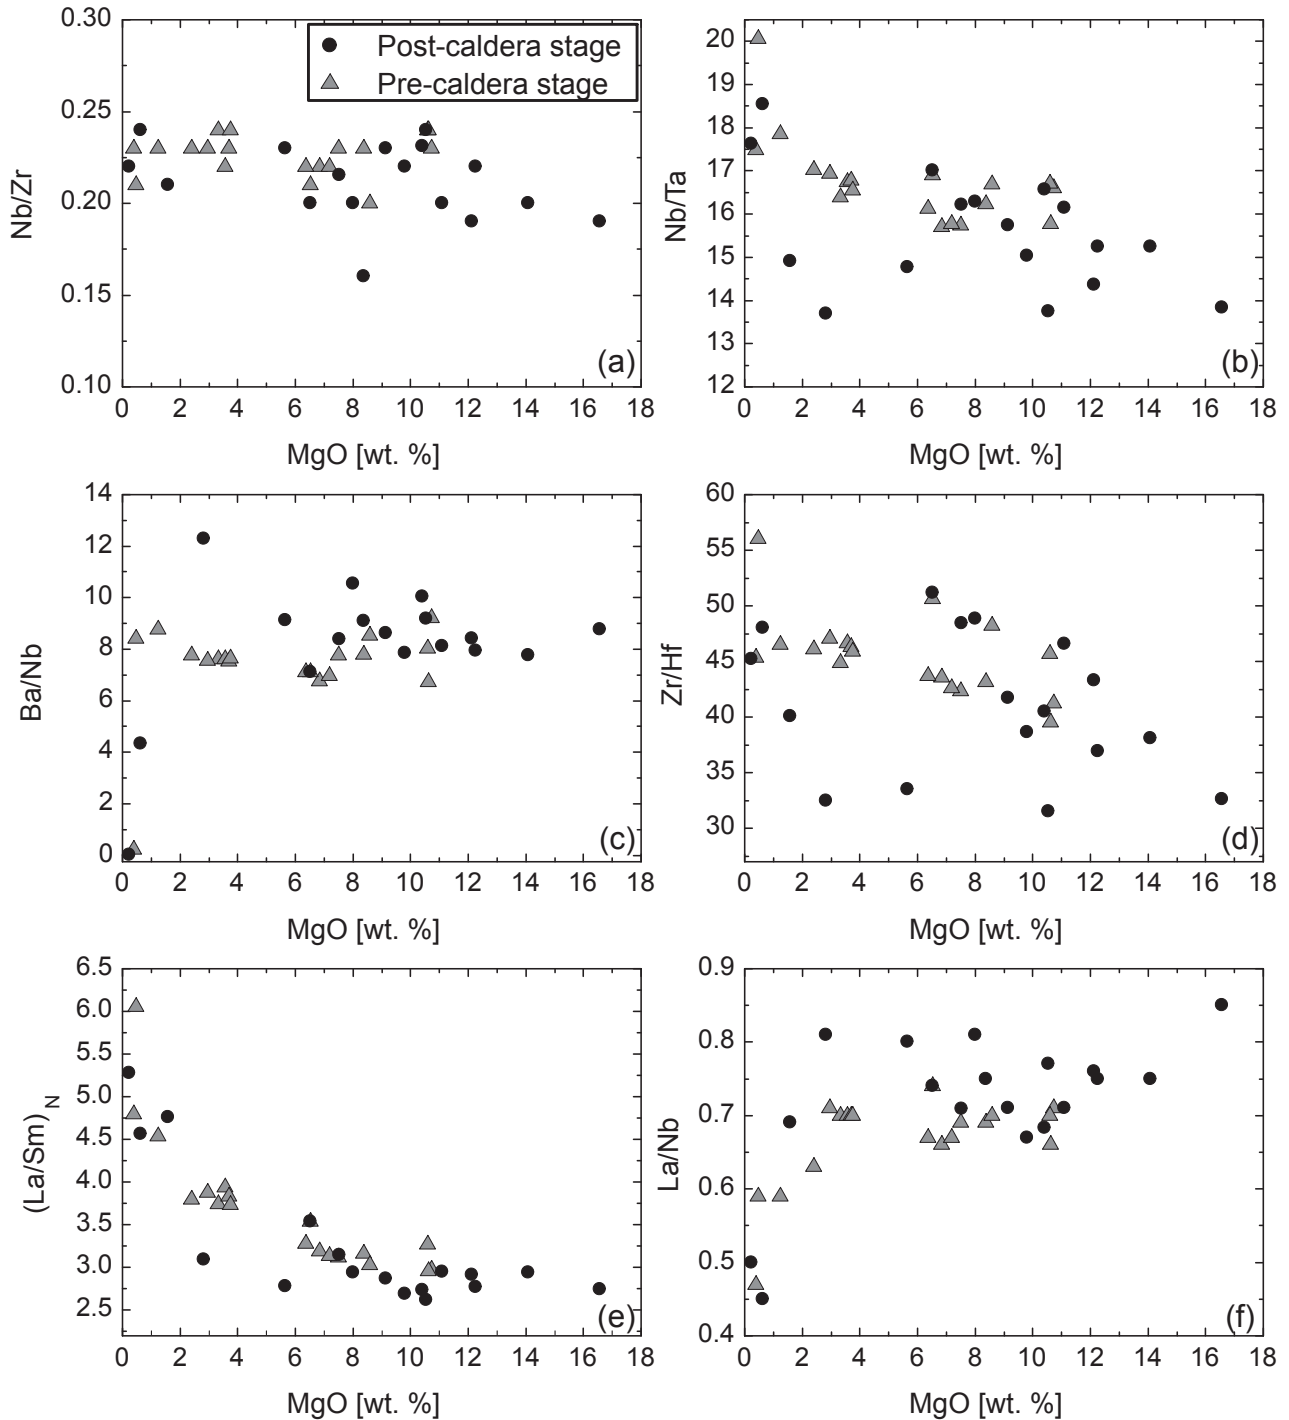 0.30
0.25
0.20
0.15
0.10
Nb/Zr
Post-caldera stage
Pre-caldera stage
(a)
0 2 4 6 8 10 12 14 16 18
MgO [wt. %]
20
19
18
17
16
15
14
13
12
Nb/Ta
(b)
0 2 4 6 8 10 12 14 16 18
MgO [wt. %]
14
12
10
8
6
4
2
0
Ba/Nb
(c)
0 2 4 6 8 10 12 14 16 18
MgO [wt. %]
60
55
50
45
40
35
30
Zr/Hf
(d)
0 2 4 6 8 10 12 14 16 18
MgO [wt. %]
6.5
6.0
5.5
5.0
4.5
4.0
3.5
3.0
2.5
(La/Sm) N
(e)
0 2 4 6 8 10 12 14 16 18
MgO [wt. %]
0.9
0.8
0.7
0.6
0.5
0.4
La/Nb
(f)
0 2 4 6 8 10 12 14 16 18
MgO [wt. %]